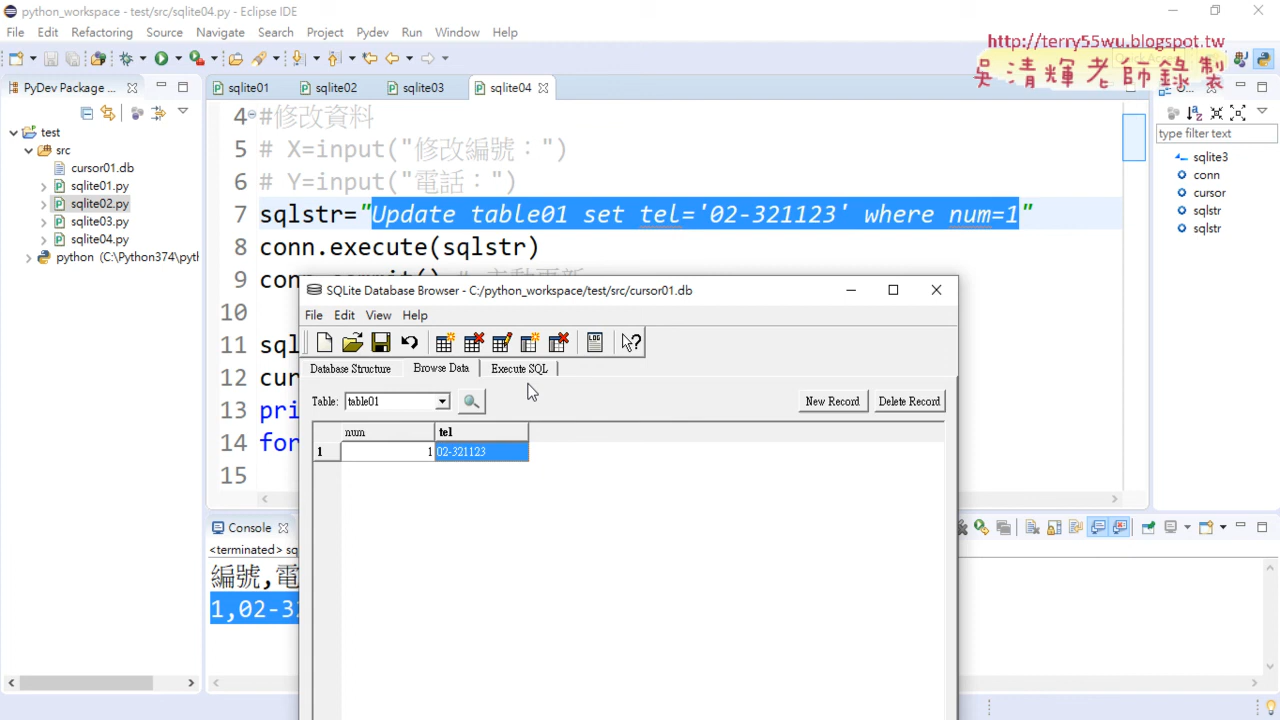 python_workspace - test/src/sqlite04.py - Eclipse IDE
File Edit Refactoring Source Navigate Search Project Pydev Run Window Help
http://terry55wu.blogspot.tw
吳清輝老師錄製
PyDev Package ...
sqlite01 sqlite02 sqlite03 sqlite04
type filter text
test
src
cursor01.db
sqlite01.py
sqlite02.py
sqlite03.py
sqlite04.py
python (C:\Python374\pyth
4 #修改資料
5 # X=input("修改編號：")
6 # Y=input("電話：")
7 sqlstr="Update table01 set tel='02-321123' where num=1"
8 conn.execute(sqlstr)
9 conn.commit() # 主動更新
10
11 sql
12 cur
13 pri
14 for
15
sqlite3
conn
cursor
sqlstr
sqlstr
SQLite Database Browser - C:/python_workspace/test/src/cursor01.db
File Edit View Help
LOG
Database Structure Browse Data Execute SQL
Table: table01 New Record Delete Record
num tel
1 1 02-321123
Console
<terminated> sq
編號,電
1,02-32